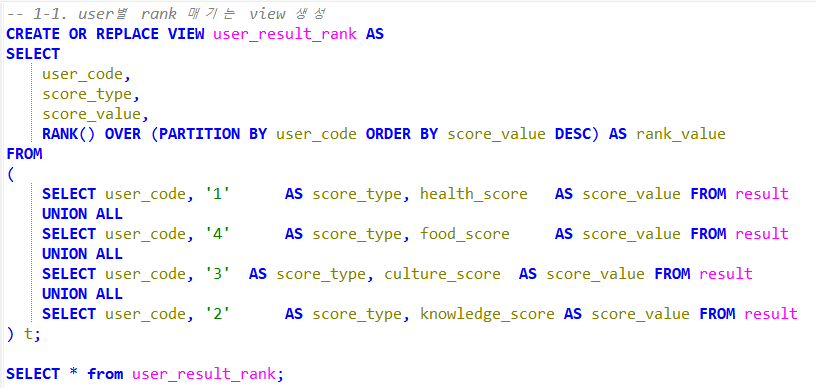 -- 1-1. user별 rank 매기는 view 생성
CREATE OR REPLACE VIEW user_result_rank AS
SELECT
user_code,
score_type,
score_value,
RANK() OVER (PARTITION BY user_code ORDER BY score_value DESC) AS rank_value
FROM
(
SELECT user_code, '1' AS score_type, health_score AS score_value FROM result
UNION ALL
SELECT user_code, '4' AS score_type, food_score AS score_value FROM result
UNION ALL
SELECT user_code, '3' AS score_type, culture_score AS score_value FROM result
UNION ALL
SELECT user_code, '2' AS score_type, knowledge_score AS score_value FROM result
) t;
SELECT * from user_result_rank;